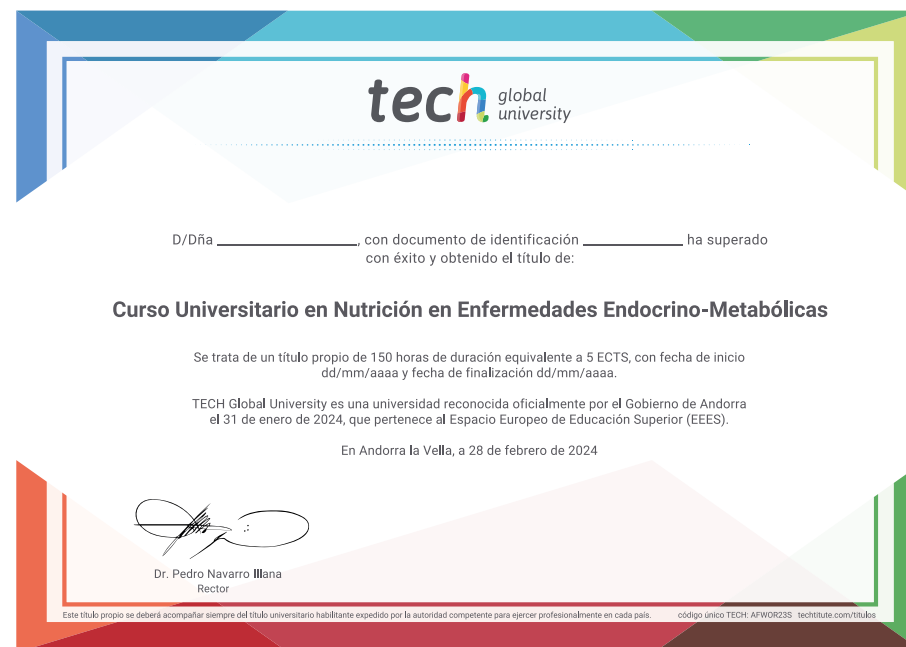 tech global university
D/Dña ____________________, con documento de identificación ______________ ha superado
con éxito y obtenido el título de:
Curso Universitario en Nutrición en Enfermedades Endocrino-Metabólicas
Se trata de un título propio de 150 horas de duración equivalente a 5 ECTS, con fecha de inicio
dd/mm/aaaa y fecha de finalización dd/mm/aaaa.
TECH Global University es una universidad reconocida oficialmente por el Gobierno de Andorra
el 31 de enero de 2024, que pertenece al Espacio Europeo de Educación Superior (EEES).
En Andorra la Vella, a 28 de febrero de 2024
Dr. Pedro Navarro Illana
Rector
Este título propio se deberá acompañar siempre del título universitario habilitante expedido por la autoridad competente para ejercer profesionalmente en cada país. código único TECH: AFWOR23S techtitute.com/titulos